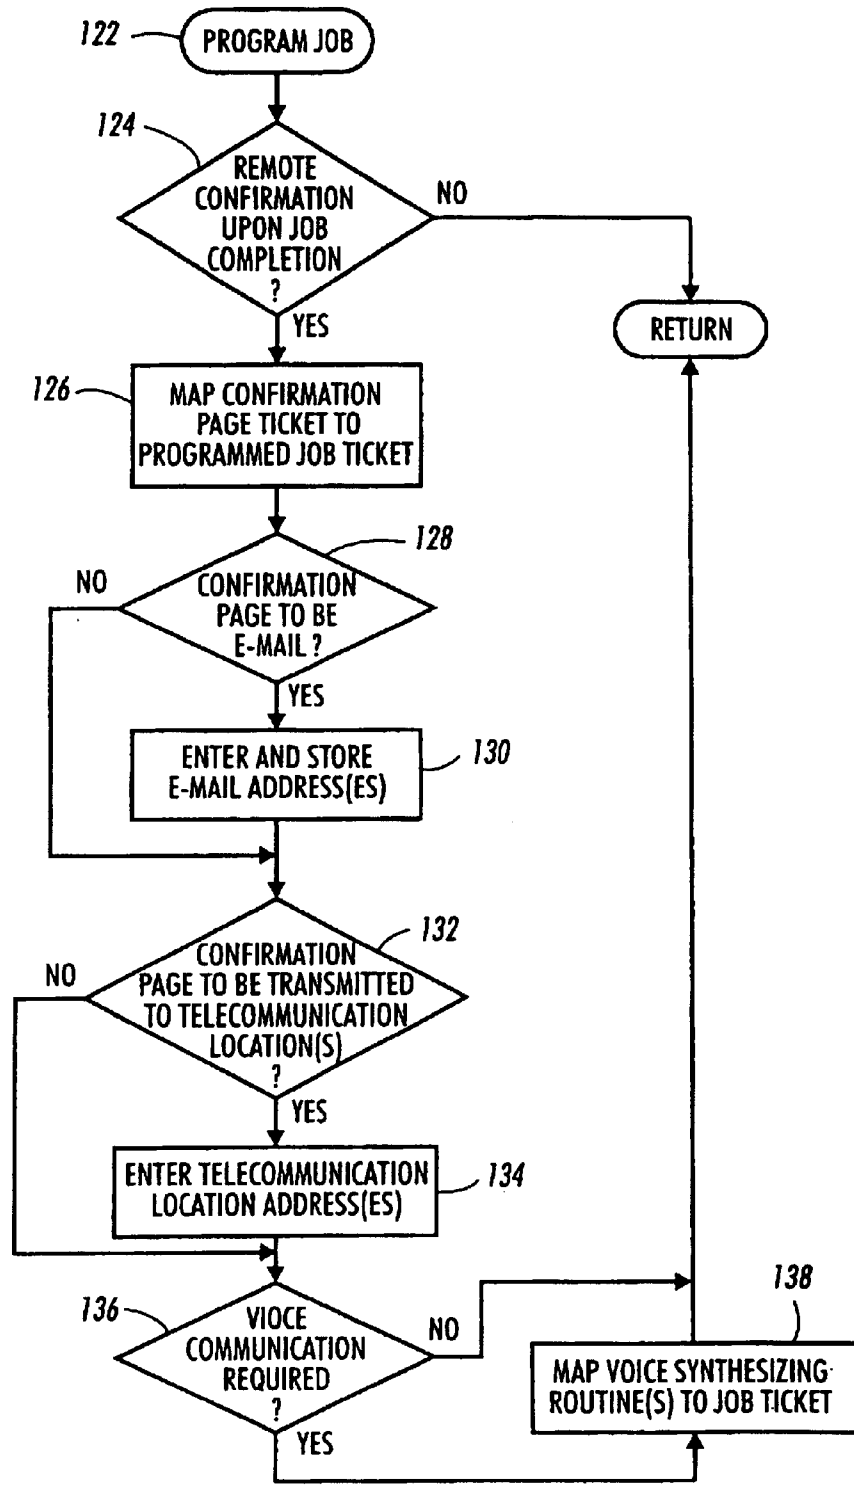 122
PROGRAM JOB
124
REMOTE
CONFIRMATION
UPON JOB
COMPLETION
?
NO
YES
RETURN
126
MAP CONFIRMATION
PAGE TICKET TO
PROGRAMMED JOB TICKET
128
NO
CONFIRMATION
PAGE TO BE
E-MAIL ?
YES
130
ENTER AND STORE
E-MAIL ADDRESS(ES)
132
NO
CONFIRMATION
PAGE TO BE TRANSMITTED
TO TELECOMMUNICATION
LOCATION(S)
?
YES
134
ENTER TELECOMMUNICATION
LOCATION ADDRESS(ES)
136
VIOCE
COMMUNICATION
REQUIRED
?
NO
YES
138
MAP VOICE SYNTHESIZING
ROUTINE(S) TO JOB TICKET